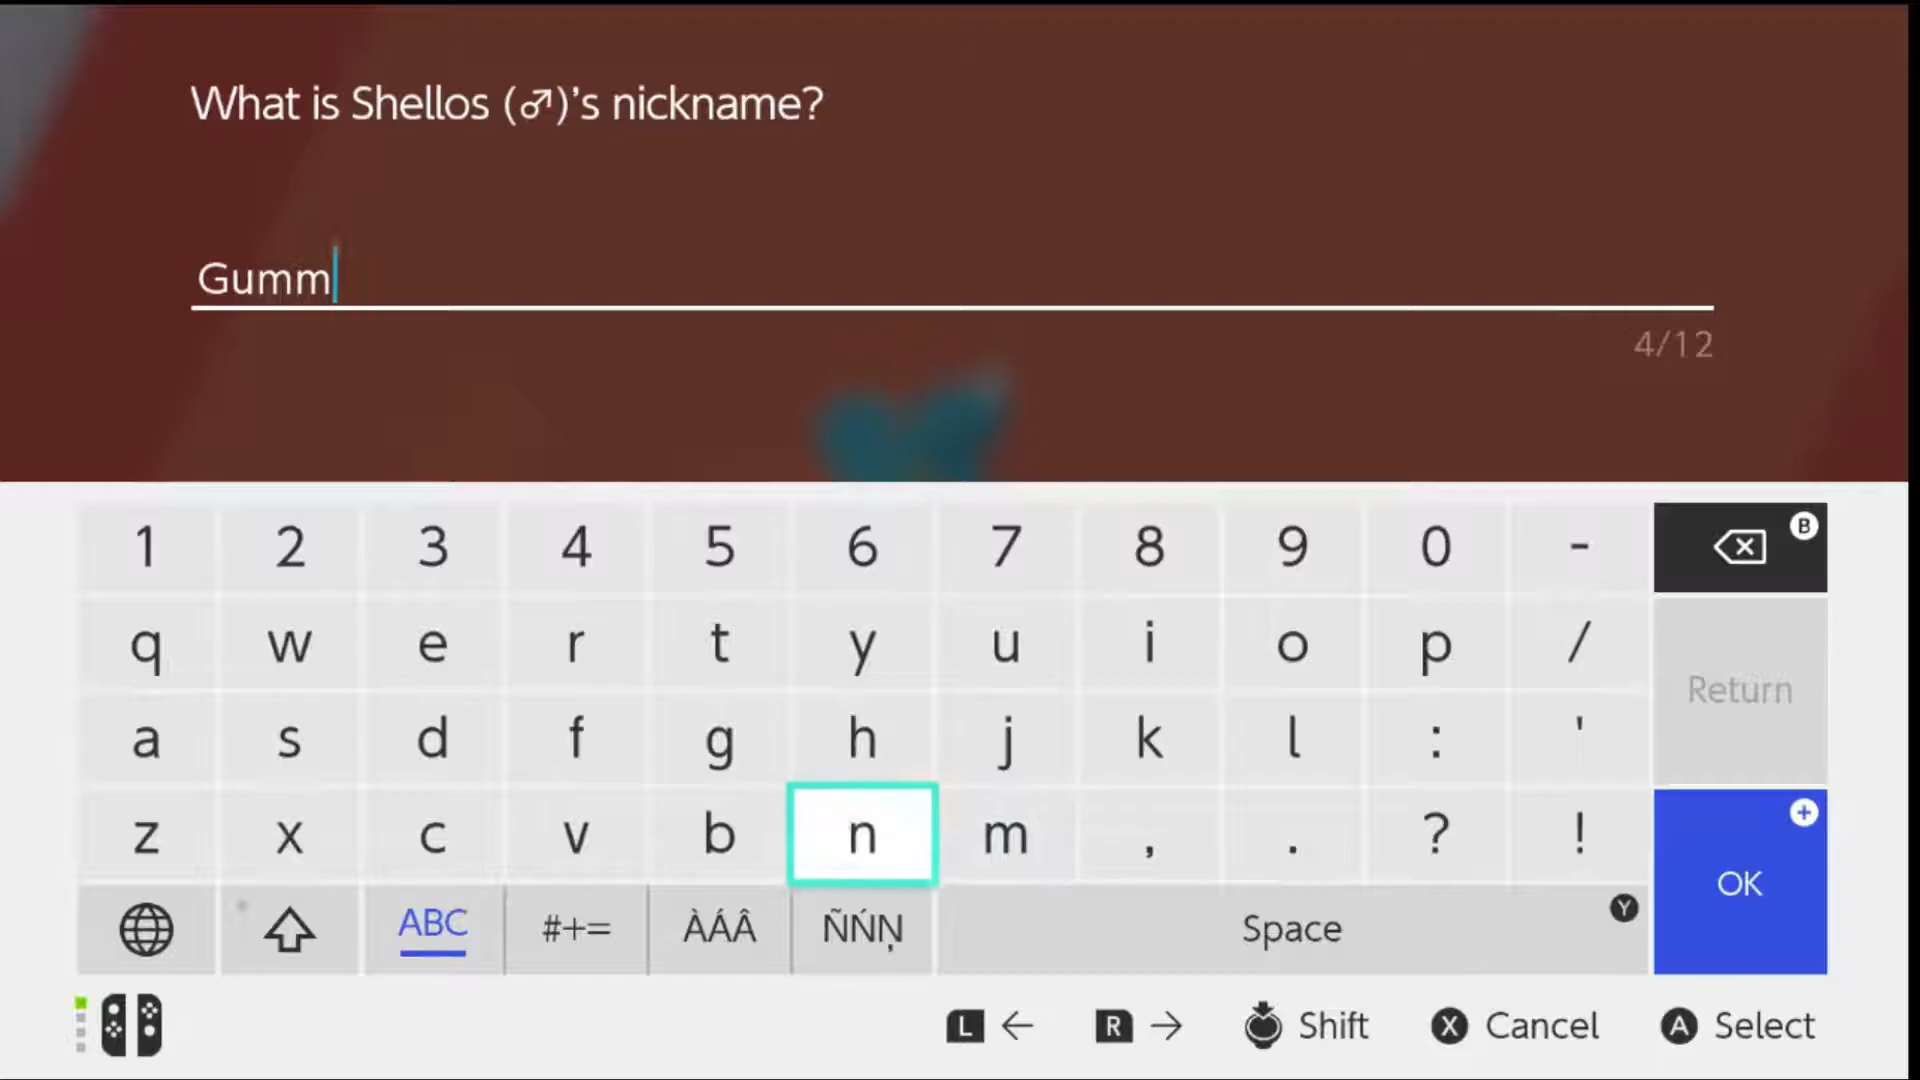 What is Shellos (♂)’s nickname?
Gumm
4/12
1 2 3 4 5 6 7 8 9 0 - B
q w e r t y u i o p /
Return
a s d f g h j k l : '
z x c v b n m , . ? ! +
OK
ABC #+= ÀÁÂ ÑŃŅ Space Y
L ← R → Shift X Cancel A Select